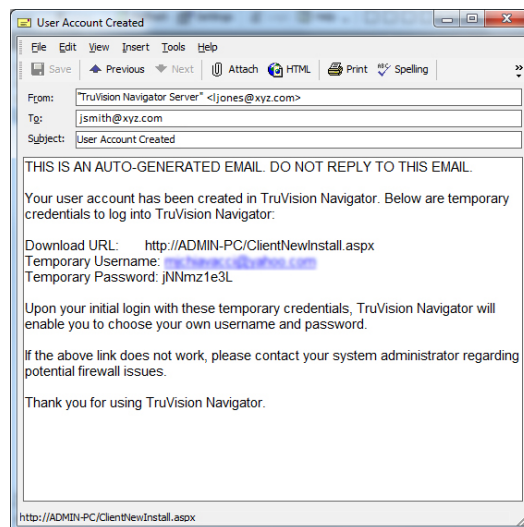 User Account Created
File Edit View Insert Tools Help
Save Previous Next Attach HTML Print Spelling »
From: "TruVision Navigator Server" <ljones@xyz.com>
To: jsmith@xyz.com
Subject: User Account Created
THIS IS AN AUTO-GENERATED EMAIL. DO NOT REPLY TO THIS EMAIL.
Your user account has been created in TruVision Navigator. Below are temporary
credentials to log into TruVision Navigator:
Download URL: http://ADMIN-PC/ClientNewInstall.aspx
Temporary Username:
Temporary Password: jNNmz1e3L
Upon your initial login with these temporary credentials, TruVision Navigator will
enable you to choose your own username and password.
If the above link does not work, please contact your system administrator regarding
potential firewall issues.
Thank you for using TruVision Navigator.
http://ADMIN-PC/ClientNewInstall.aspx